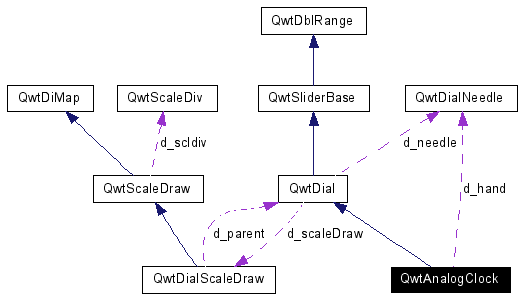 QwtDblRange
QwtDiMap
QwtScaleDiv
QwtSliderBase
QwtDialNeedle
d_scldiv
d_needle
QwtScaleDraw
QwtDial
d_hand
d_parent
d_scaleDraw
QwtDialScaleDraw
QwtAnalogClock